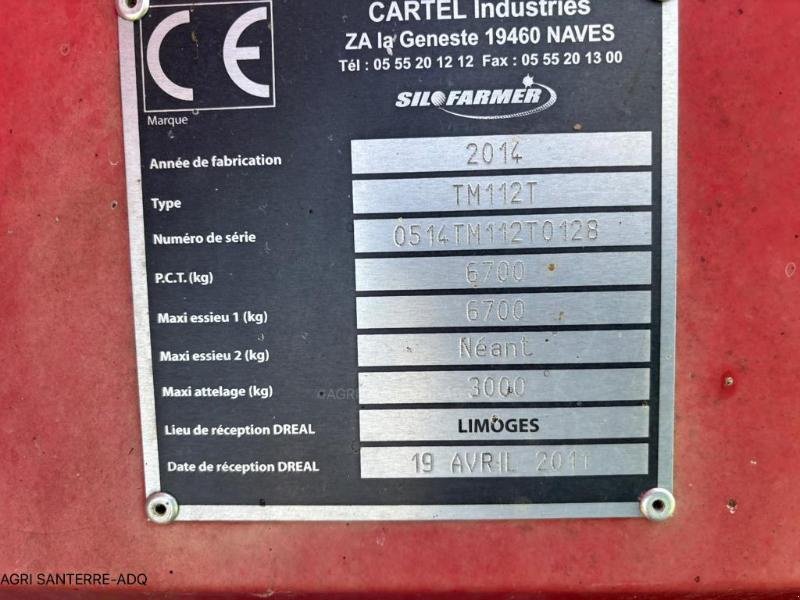 CE
CARTEL Industries
ZA la Geneste 19460 NAVES
Tél : 05 55 20 12 12 Fax : 05 55 20 13 00
SILOFARMER
Marque
Année de fabrication 2014
Type TM112T
Numéro de série 0514TM112T0128
P.C.T. (kg) 6700
Maxi essieu 1 (kg) 6700
Maxi essieu 2 (kg) Néant
Maxi attelage (kg) 3000
Lieu de réception DREAL LIMOGES
Date de réception DREAL 19 AVRIL 2011
AGRI SANTERRE-ADQ